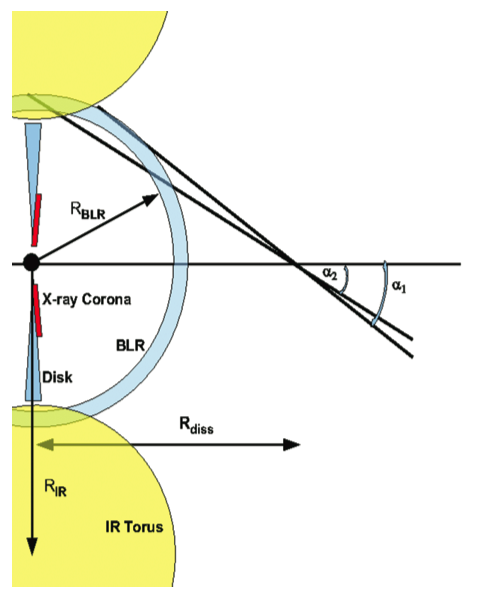 R_BLR
α₂
α₁
X-ray Corona
BLR
Disk
R_diss
R_IR
IR Torus